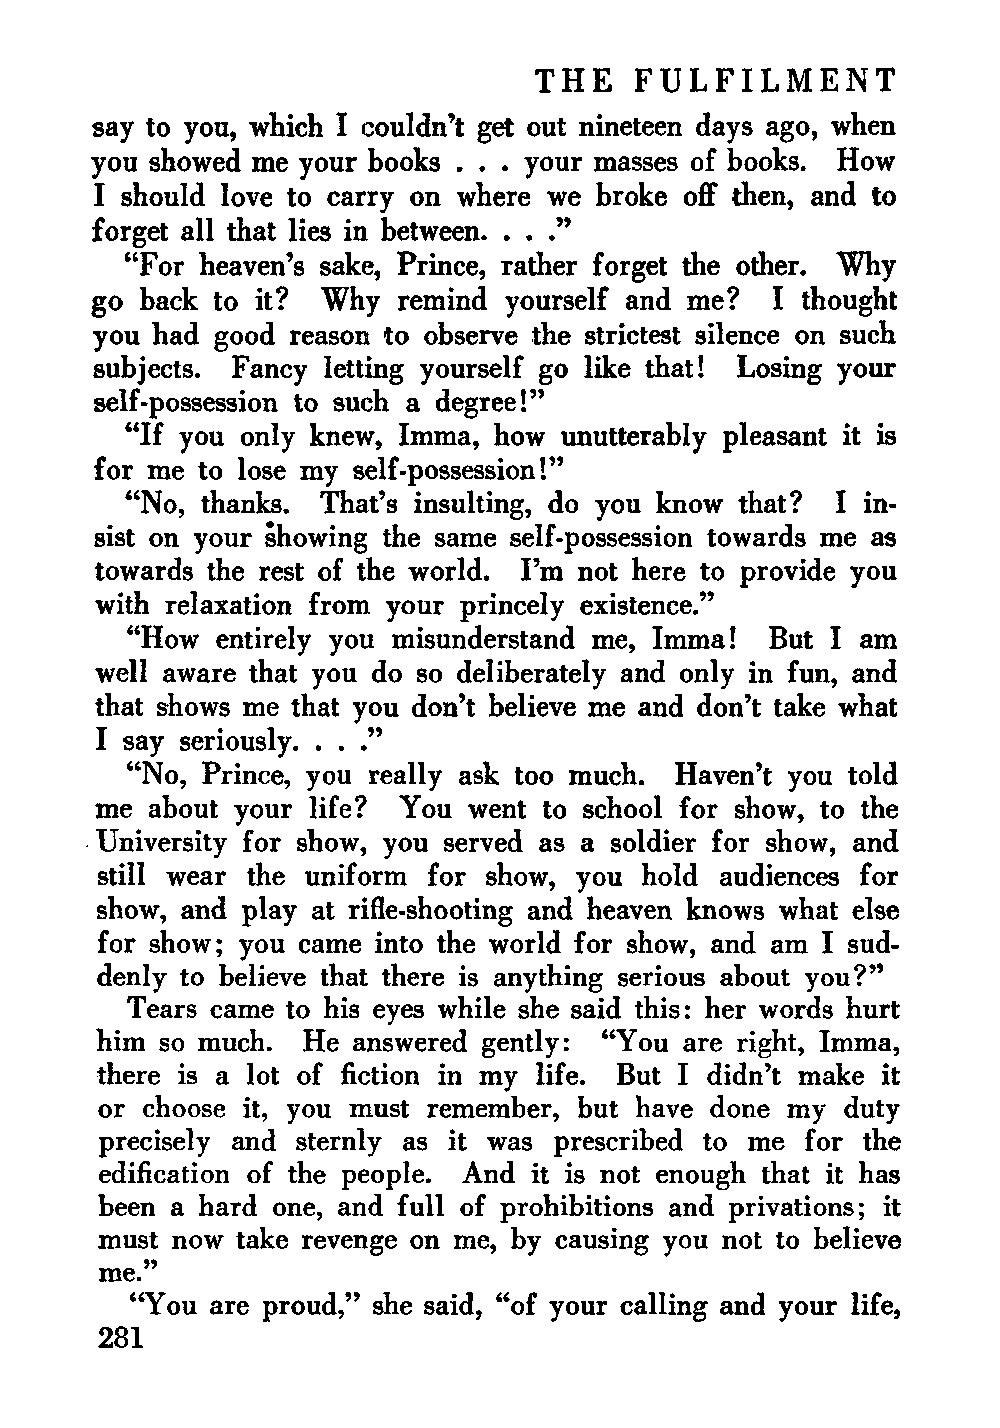 THE FULFILMENT
say to you, which I couldn't get out nineteen days ago, when
you showed me your books . . . your masses of books. How
I should love to carry on where we broke off then, and to
forget all that lies in between. . . ."
"For heaven's sake, Prince, rather forget the other. Why
go back to it? Why remind yourself and me? I thought
you had good reason to observe the strictest silence on such
subjects. Fancy letting yourself go like that! Losing your
self-possession to such a degree!"
"If you only knew, Imma, how unutterably pleasant it is
for me to lose my self-possession!"
"No, thanks. That's insulting, do you know that? I in-
sist on your showing the same self-possession towards me as
towards the rest of the world. I'm not here to provide you
with relaxation from your princely existence."
"How entirely you misunderstand me, Imma! But I am
well aware that you do so deliberately and only in fun, and
that shows me that you don't believe me and don't take what
I say seriously. . . ."
"No, Prince, you really ask too much. Haven't you told
me about your life? You went to school for show, to the
University for show, you served as a soldier for show, and
still wear the uniform for show, you hold audiences for
show, and play at rifle-shooting and heaven knows what else
for show; you came into the world for show, and am I sud-
denly to believe that there is anything serious about you?"
Tears came to his eyes while she said this: her words hurt
him so much. He answered gently: "You are right, Imma,
there is a lot of fiction in my life. But I didn't make it
or choose it, you must remember, but have done my duty
precisely and sternly as it was prescribed to me for the
edification of the people. And it is not enough that it has
been a hard one, and full of prohibitions and privations; it
must now take revenge on me, by causing you not to believe
me."
"You are proud," she said, "of your calling and your life,
281